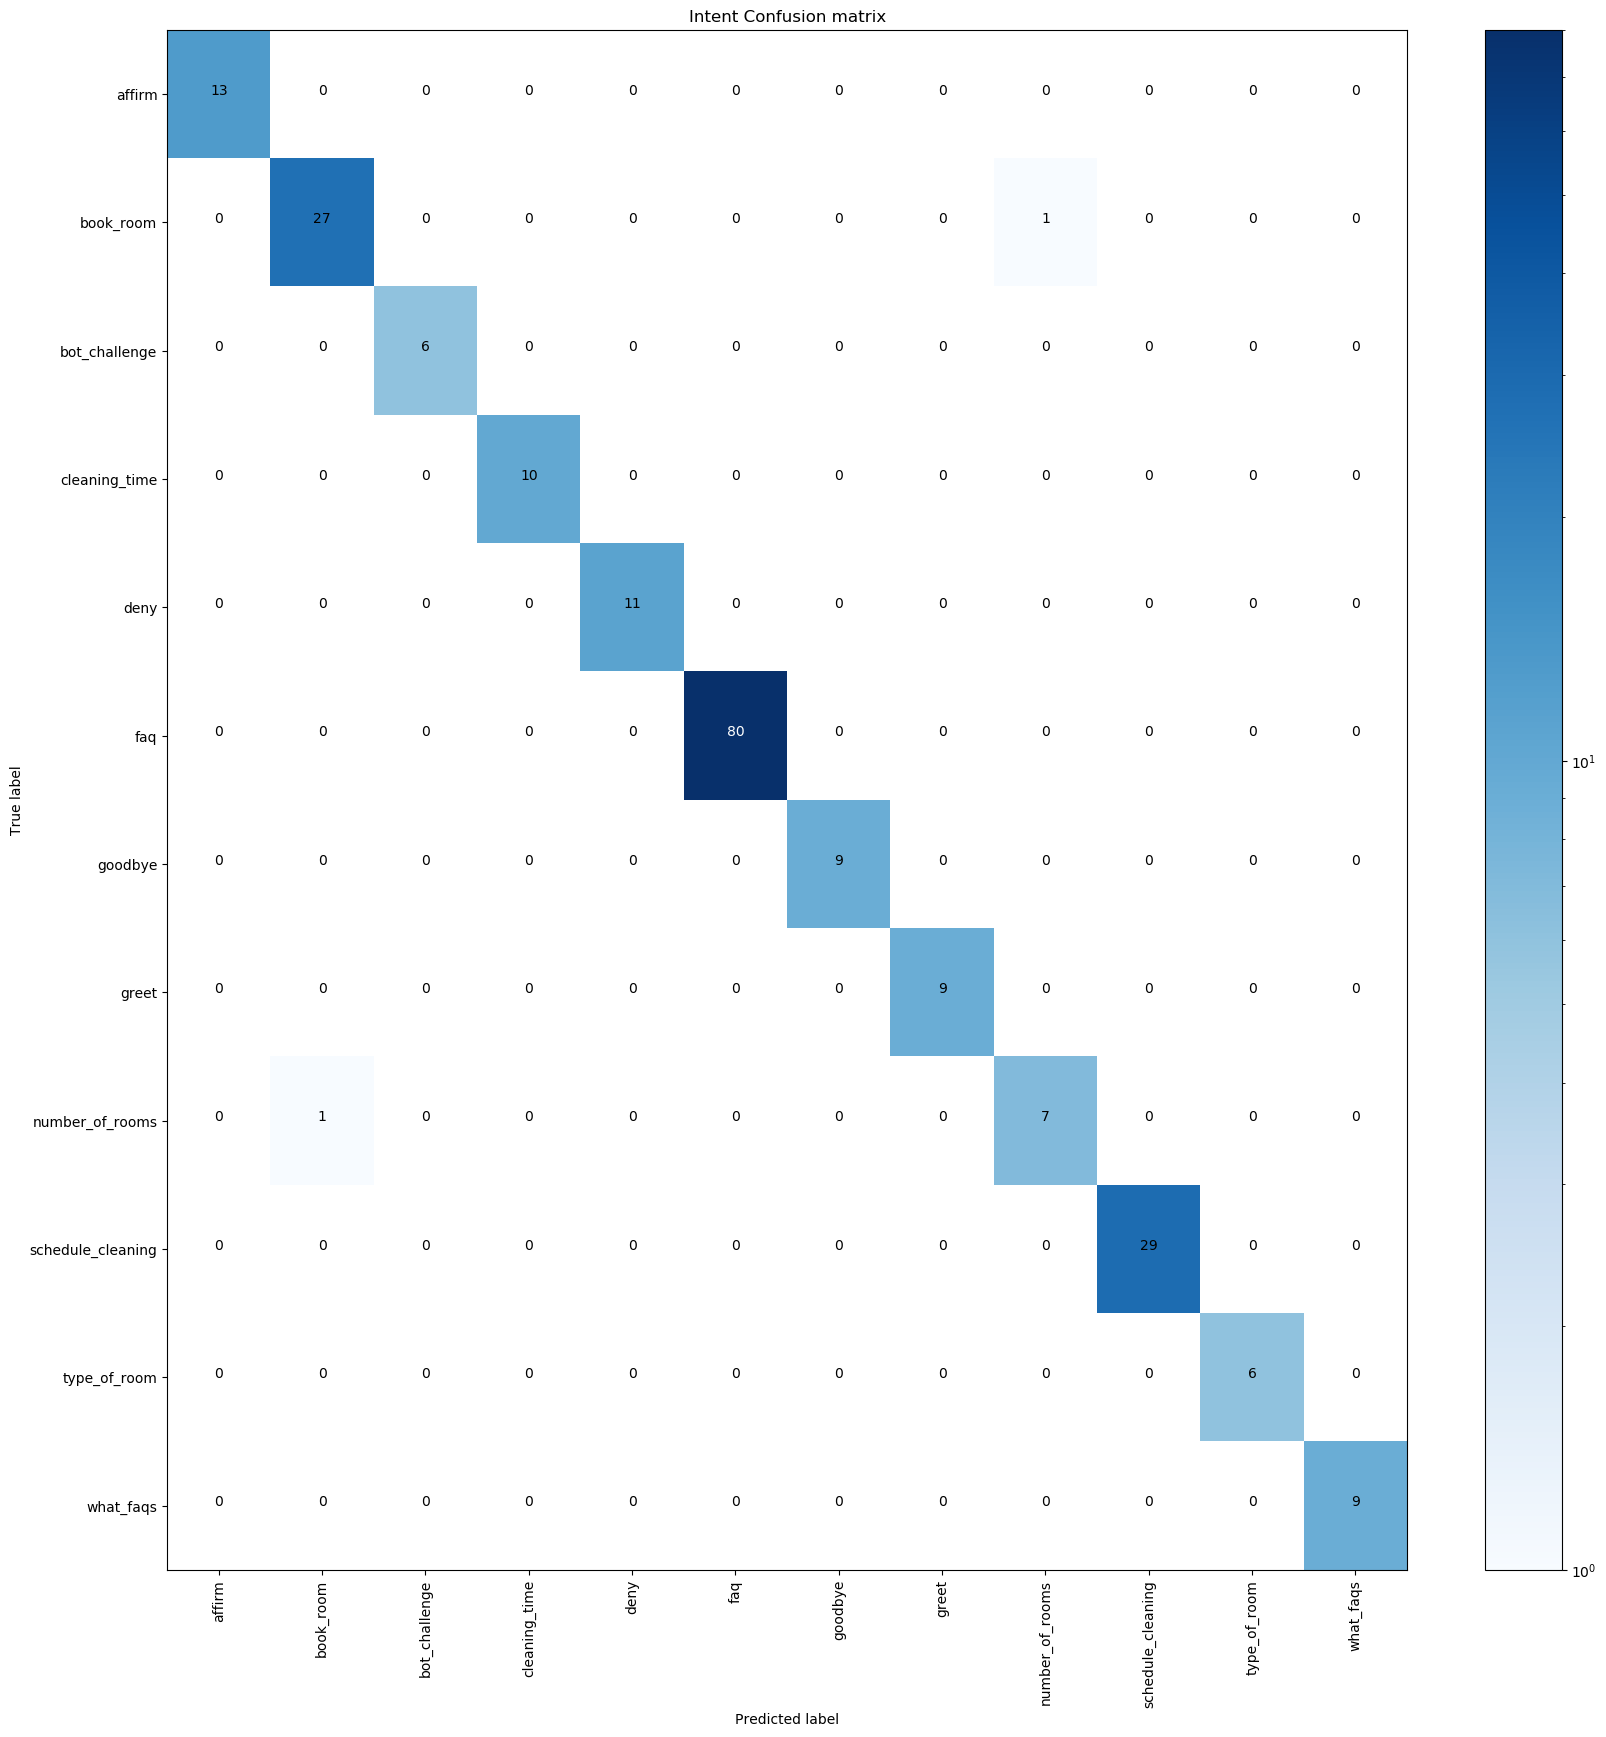 Intent Confusion matrix
affirm 13 0 0 0 0 0 0 0 0 0 0 0
book_room 0 27 0 0 0 0 0 0 1 0 0 0
bot_challenge 0 0 6 0 0 0 0 0 0 0 0 0
cleaning_time 0 0 0 10 0 0 0 0 0 0 0 0
deny 0 0 0 0 11 0 0 0 0 0 0 0
faq 0 0 0 0 0 80 0 0 0 0 0 0
10¹
True label
goodbye 0 0 0 0 0 0 9 0 0 0 0 0
greet 0 0 0 0 0 0 0 9 0 0 0 0
number_of_rooms 0 1 0 0 0 0 0 0 7 0 0 0
schedule_cleaning 0 0 0 0 0 0 0 0 0 29 0 0
type_of_room 0 0 0 0 0 0 0 0 0 0 6 0
what_faqs 0 0 0 0 0 0 0 0 0 0 0 9
10⁰
affirm
book_room
bot_challenge
cleaning_time
deny
faq
goodbye
greet
number_of_rooms
schedule_cleaning
type_of_room
what_faqs
Predicted label